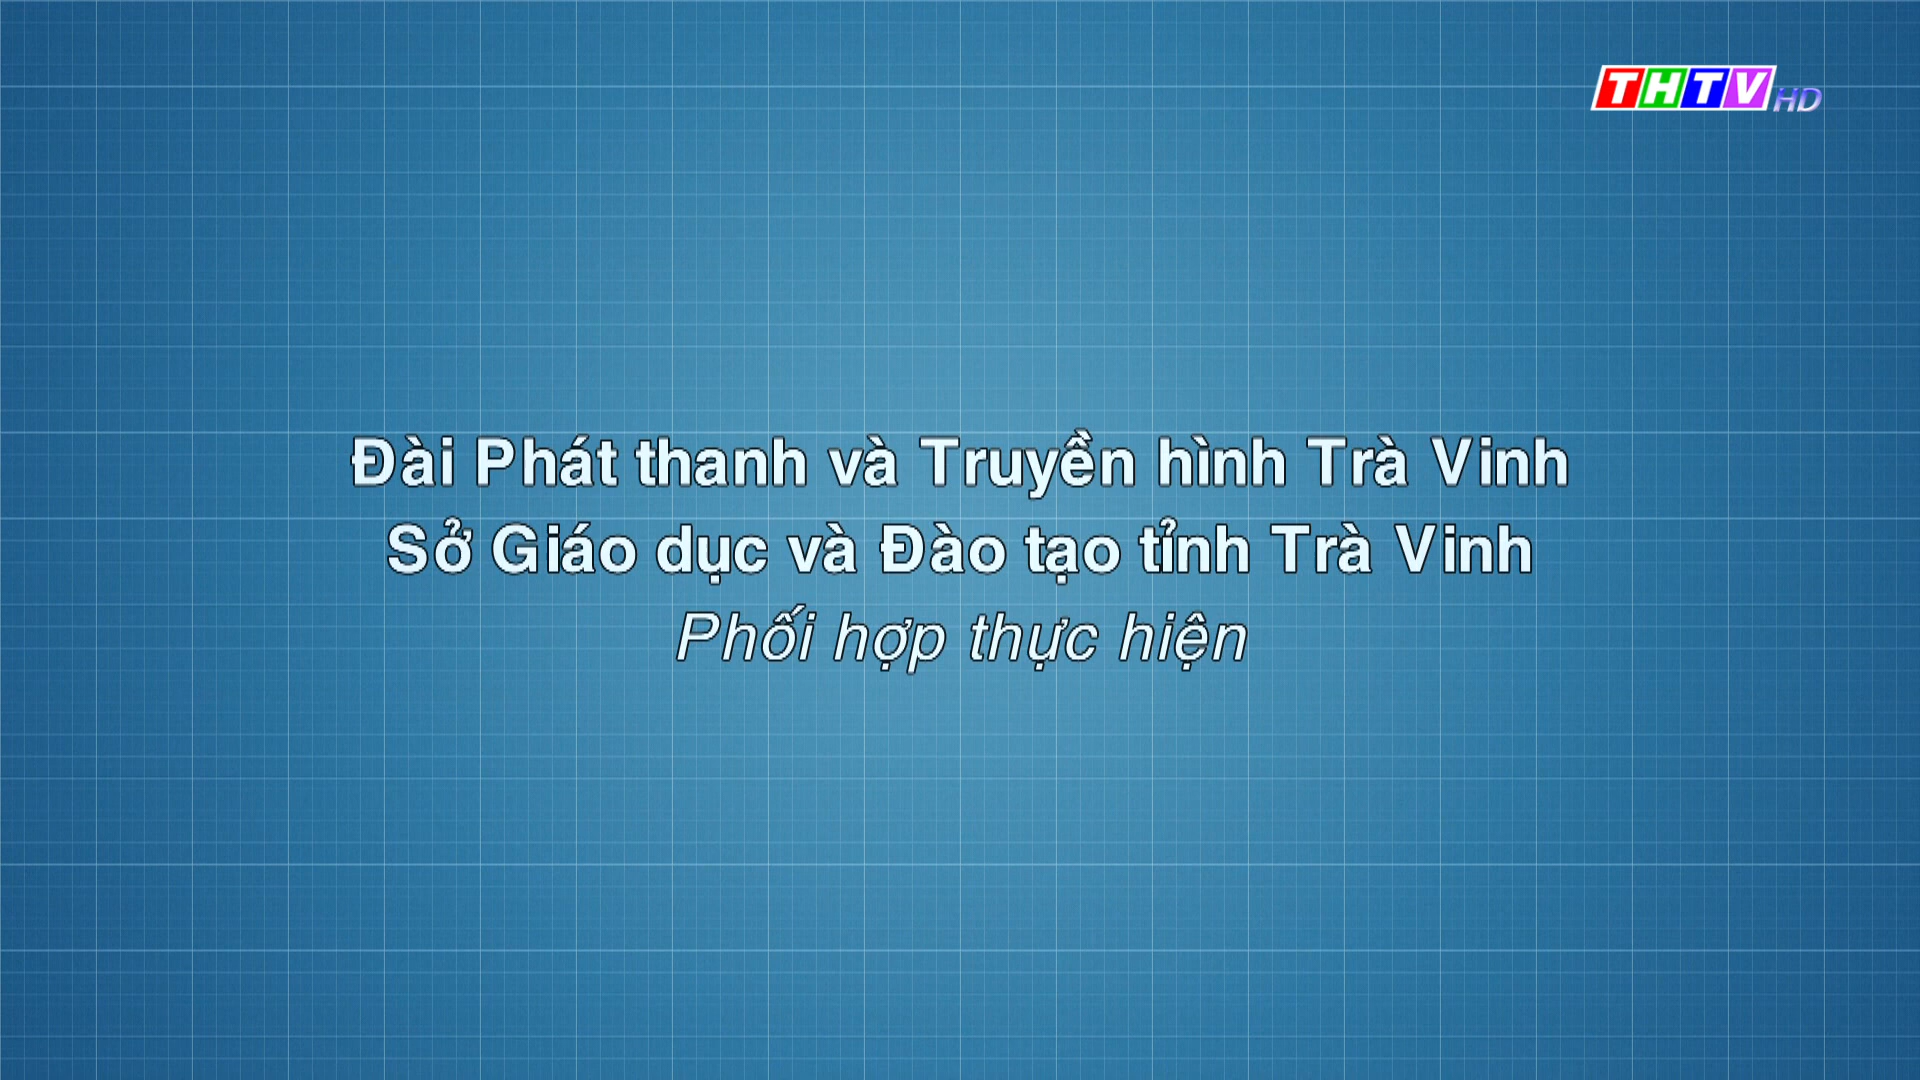 THTV HD
Đài Phát thanh và Truyền hình Trà Vinh
Sở Giáo dục và Đào tạo tỉnh Trà Vinh
Phối hợp thực hiện